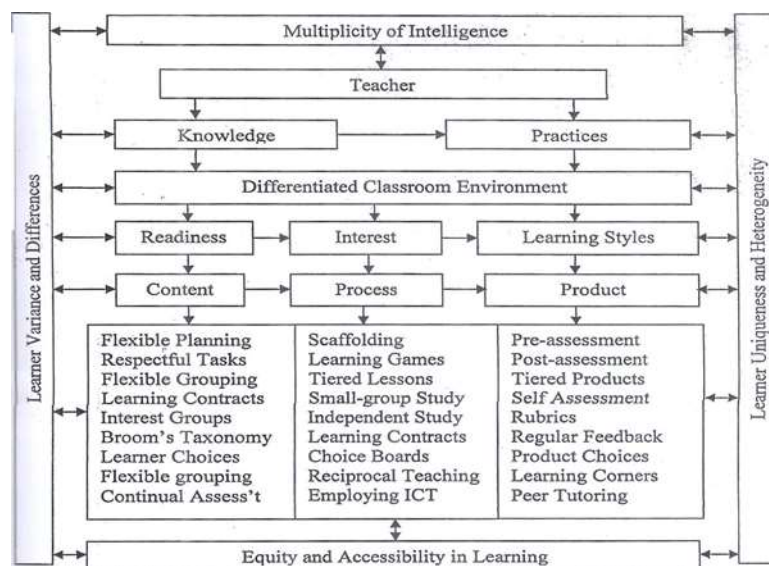 Multiplicity of Intelligence
Teacher
Knowledge
Practices
Differentiated Classroom Environment
Readiness
Interest
Learning Styles
Content
Process
Product
Flexible Planning
Respectful Tasks
Flexible Grouping
Learning Contracts
Interest Groups
Broom's Taxonomy
Learner Choices
Flexible grouping
Continual Assess't
Scaffolding
Learning Games
Tiered Lessons
Small-group Study
Independent Study
Learning Contracts
Choice Boards
Reciprocal Teaching
Employing ICT
Pre-assessment
Post-assessment
Tiered Products
Self Assessment
Rubrics
Regular Feedback
Product Choices
Learning Corners
Peer Tutoring
Equity and Accessibility in Learning
Learner Variance and Differences
Learner Uniqueness and Heterogeneity